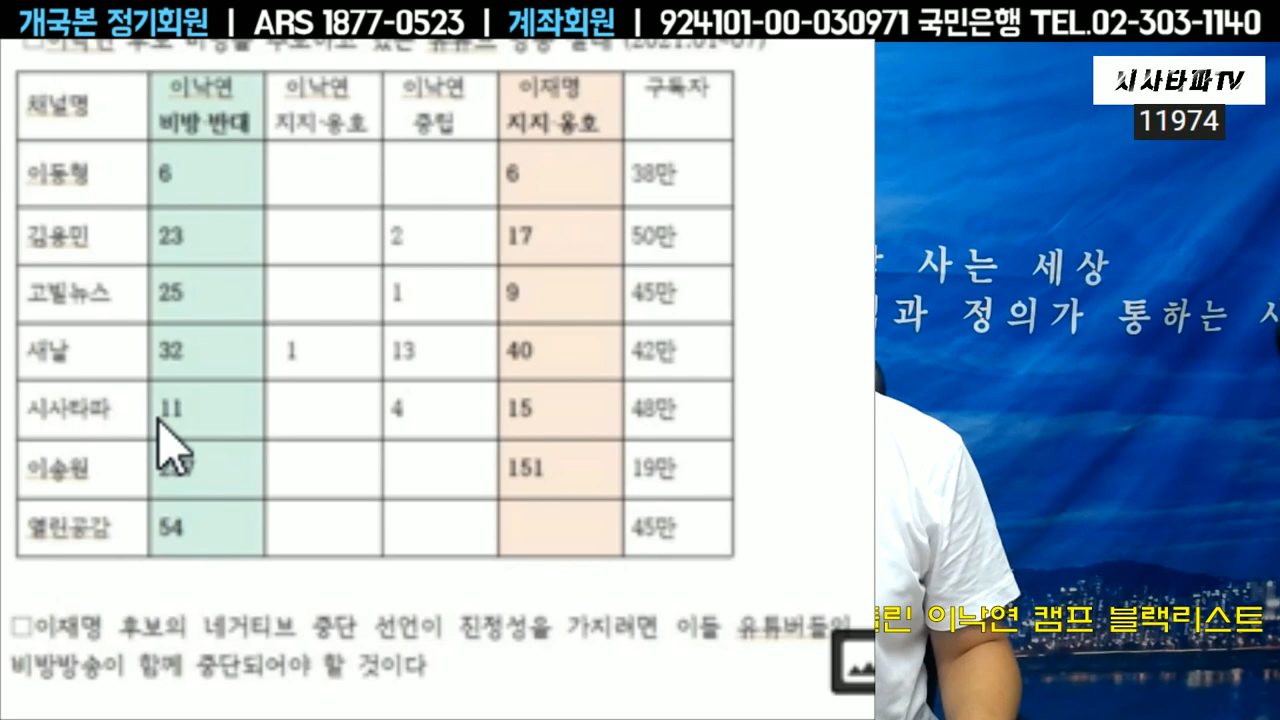 개국본 정기회원 | ARS 1877-0523 | 계좌회원 | 924101-00-030971 국민은행 TEL.02-303-1140
시사타파TV
11974
채널명 이낙연 비방·반대 이낙연 지지·옹호 이낙연 중립 이재명 지지·옹호 구독자
이동형 6 6 38만
김용민 23 2 17 50만
고발뉴스 25 1 9 45만
새날 32 1 13 40 42만
시사타파 11 4 15 48만
이송원 151 19만
열린공감 54 45만
□이재명 후보의 네거티브 중단 선언이 진정성을 가지려면 이들 유튜버들의
비방방송이 함께 중단되어야 할 것이다
사는 세상
정의가 통하는
이낙연 캠프 블랙리스트